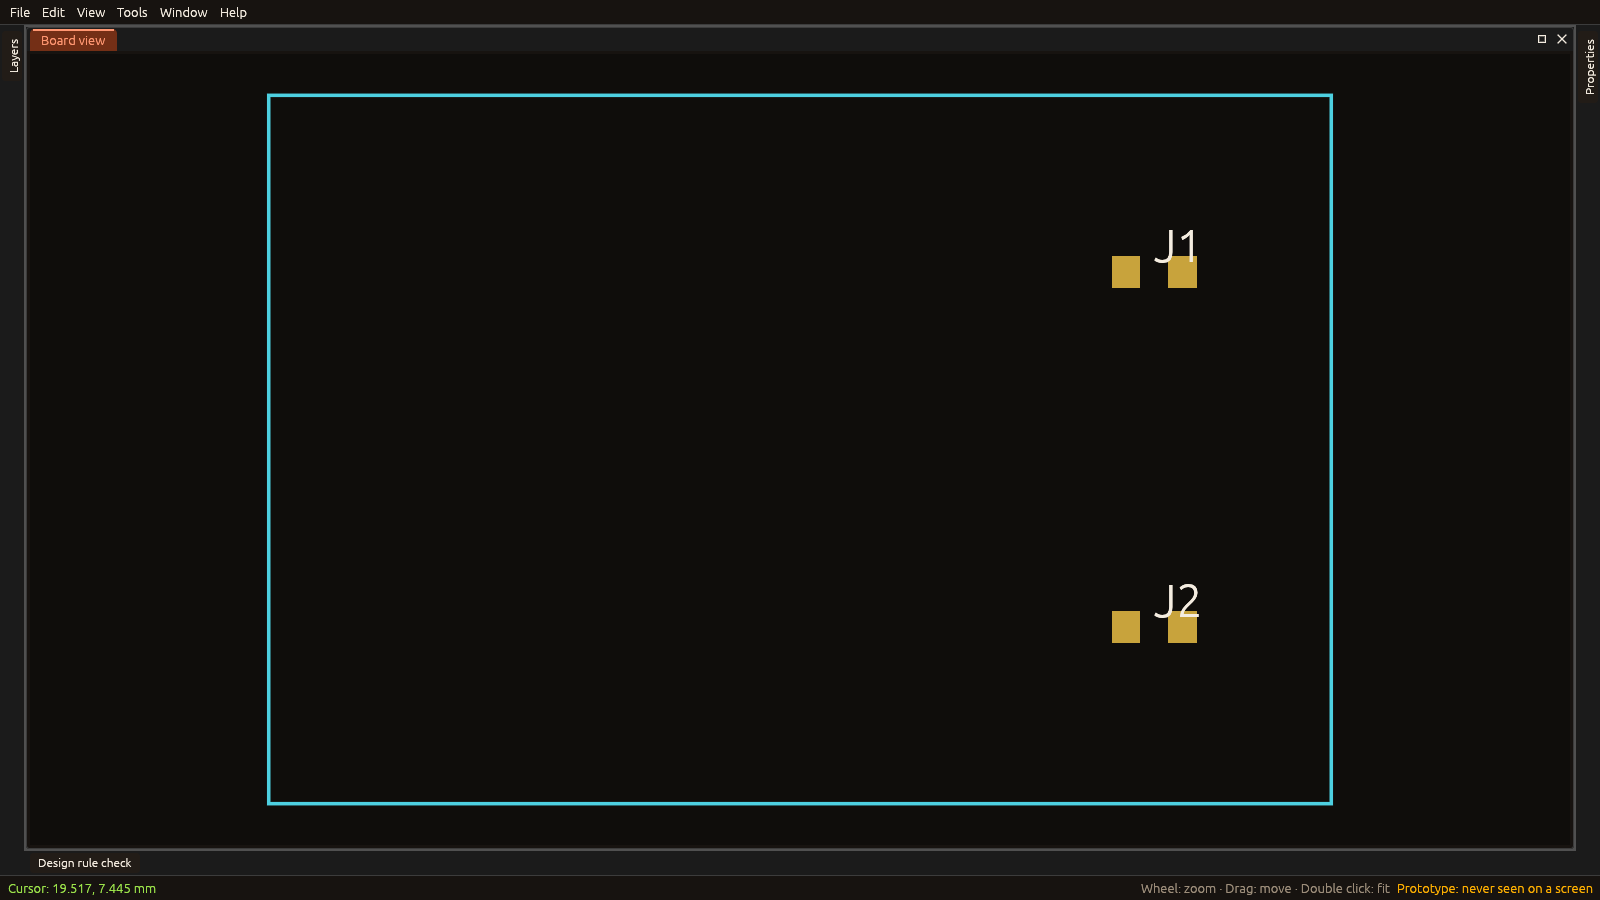 File Edit View Tools Window Help
Layers
Board view
Properties
J1
J2
Design rule check
Cursor: 19.517, 7.445 mm
Wheel: zoom · Drag: move · Double click: fit Prototype: never seen on a screen